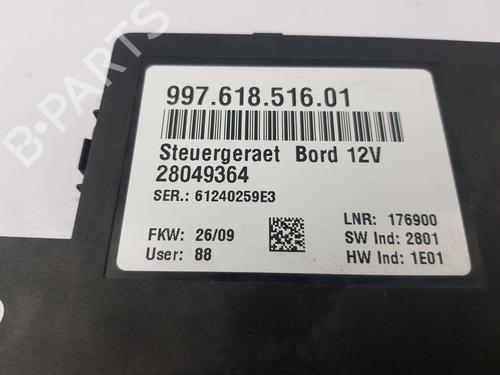 997.618.516.01
Steuergeraet Bord 12V
28049364
SER.: 61240259E3
LNR: 176900
FKW: 26/09
SW Ind: 2801
User: 88
HW Ind: 1E01
B-PARTS